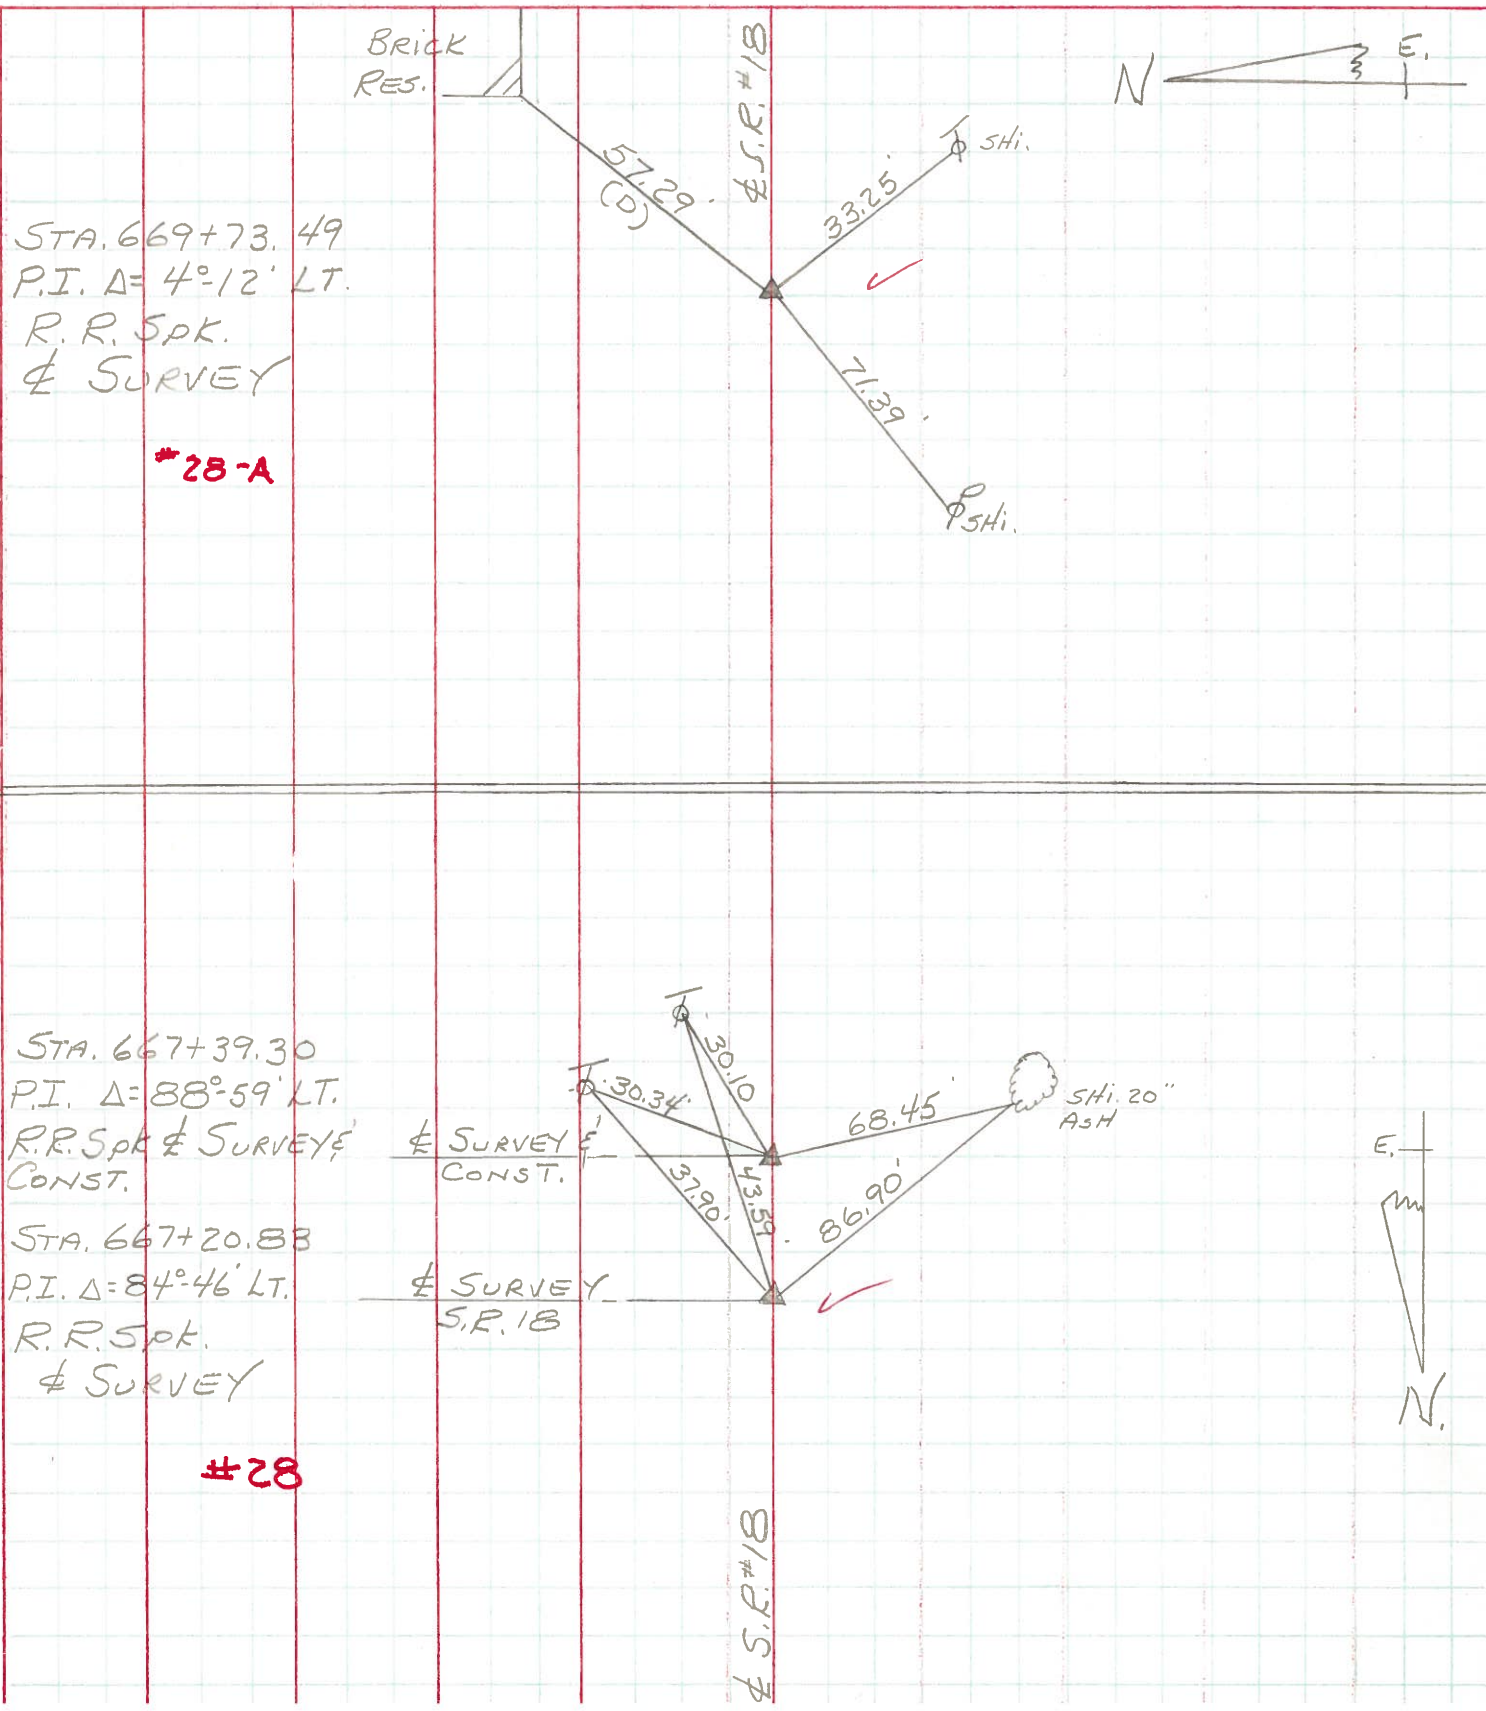 BRICK
RES.
℄ S.R. #18
N
E.
SHi.
57.29'
(D)
33.25'
STA. 669+73.49
P.I. Δ= 4°-12' LT.
R.R. Spk.
℄ SURVEY
71.39'
#28-A
SHi.
STA. 667+39.30
P.I. Δ=88°-59' LT.
R.R. Spk ℄ SURVEY &
CONST.
30.10'
30.34'
68.45'
SHi. 20"
ASH
℄ SURVEY &
CONST.
37.90'
43.59'
86.90'
E.
STA. 667+20.88
P.I. Δ=84°-46' LT.
R.R. Spk.
℄ SURVEY
℄ SURVEY
S.R. 18
N.
#28
℄ S.R. #18